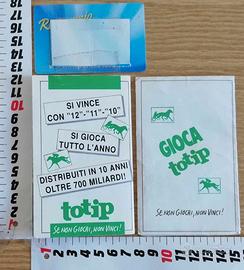 SI VINCE
CON "12"-"11"-"10"
SI GIOCA
TUTTO L'ANNO
DISTRIBUITI IN 10 ANNI
OLTRE 700 MILIARDI!
totip
SE NON GIOCHI, NON VINCI!
GIOCA
totip
SE NON GIOCHI, NON VINCI!